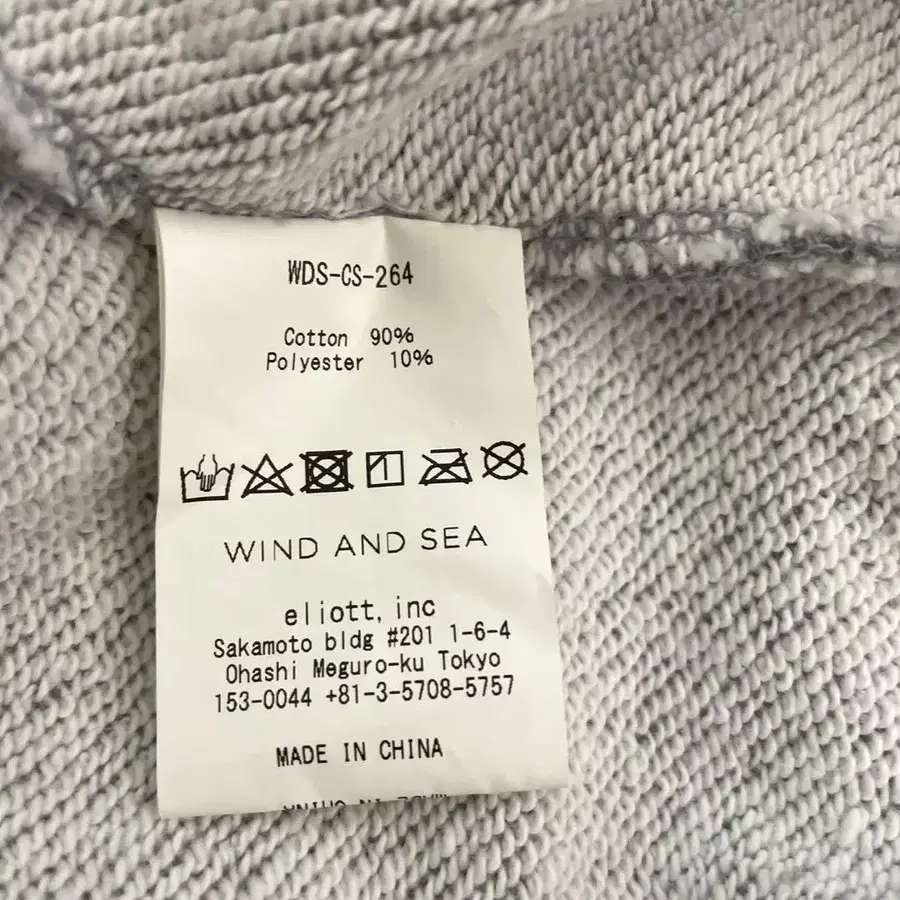 WDS-CS-264
Cotton 90%
Polyester 10%
WIND AND SEA
eliott, inc
Sakamoto bldg #201 1-6-4
Ohashi Meguro-ku Tokyo
153-0044 +81-3-5708-5757
MADE IN CHINA